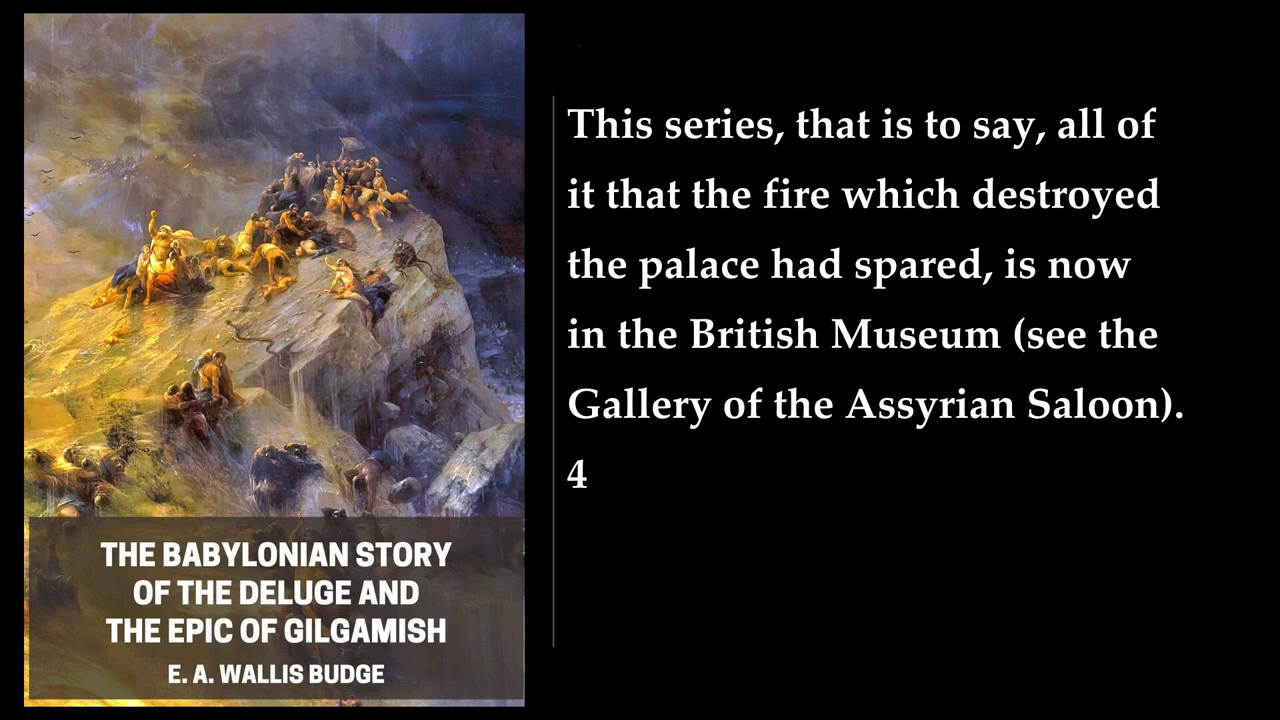 This series, that is to say, all of
it that the fire which destroyed
the palace had spared, is now
in the British Museum (see the
Gallery of the Assyrian Saloon).
4
THE BABYLONIAN STORY
OF THE DELUGE AND
THE EPIC OF GILGAMISH
E. A. WALLIS BUDGE